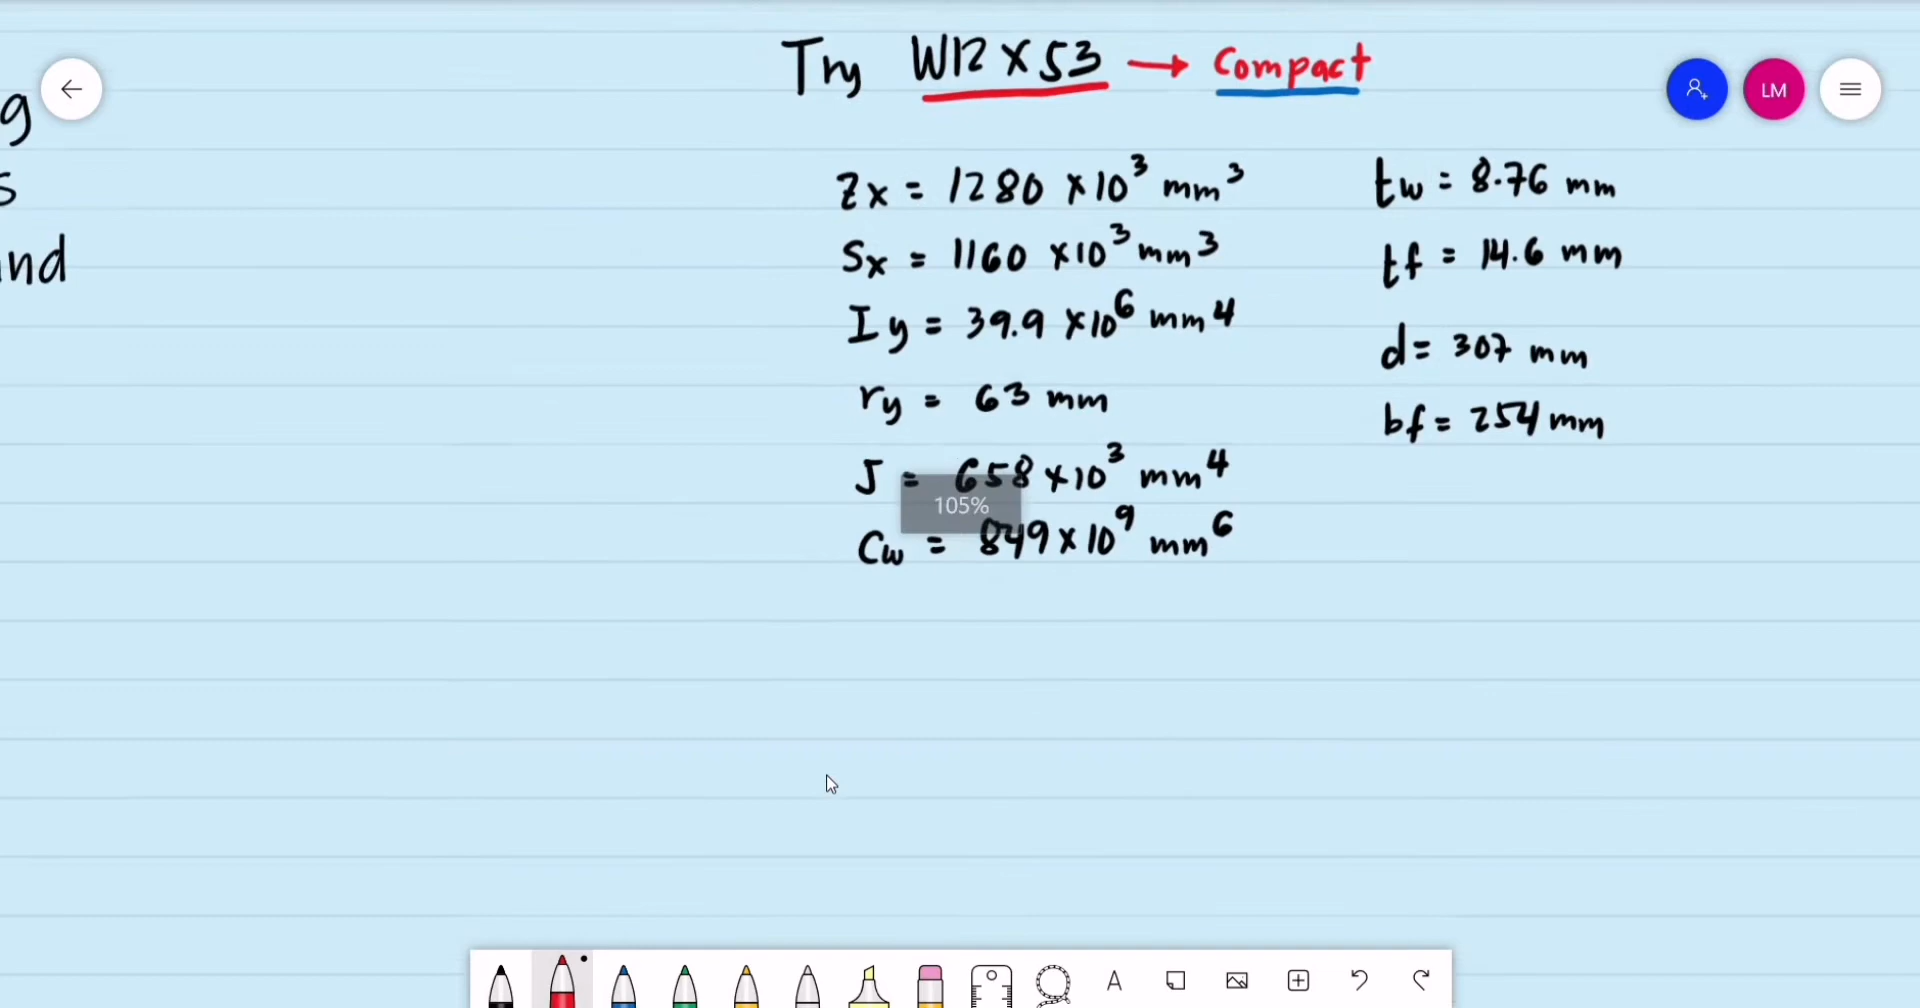 g
s
and
Try W12 x 53 → Compact
LM
Zx = 1280 x10³ mm³
Sx = 1160 x10³ mm³
Iy = 39.9 x10⁶ mm⁴
ry = 63 mm
J = 658 x10³ mm⁴
105%
Cw = 849 x 10⁹ mm⁶
tw = 8.76 mm
tf = 14.6 mm
d = 307 mm
bf = 254 mm
A